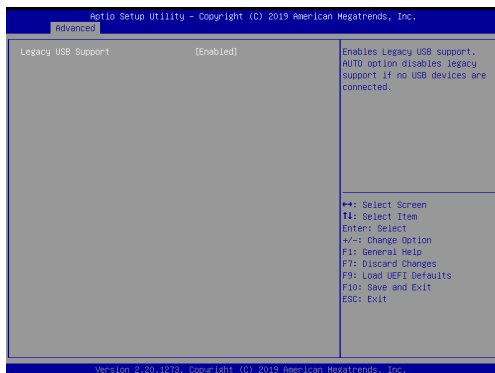 Aptio Setup Utility – Copyright (C) 2019 American Megatrends, Inc.
Advanced
Legacy USB Support [Enabled]
Enables Legacy USB support.
AUTO option disables legacy
support if no USB devices are
connected.
↔: Select Screen
↑↓: Select Item
Enter: Select
+/-: Change Option
F1: General Help
F7: Discard Changes
F9: Load UEFI Defaults
F10: Save and Exit
ESC: Exit
Version 2.20.1273. Copyright (C) 2019 American Megatrends, Inc.